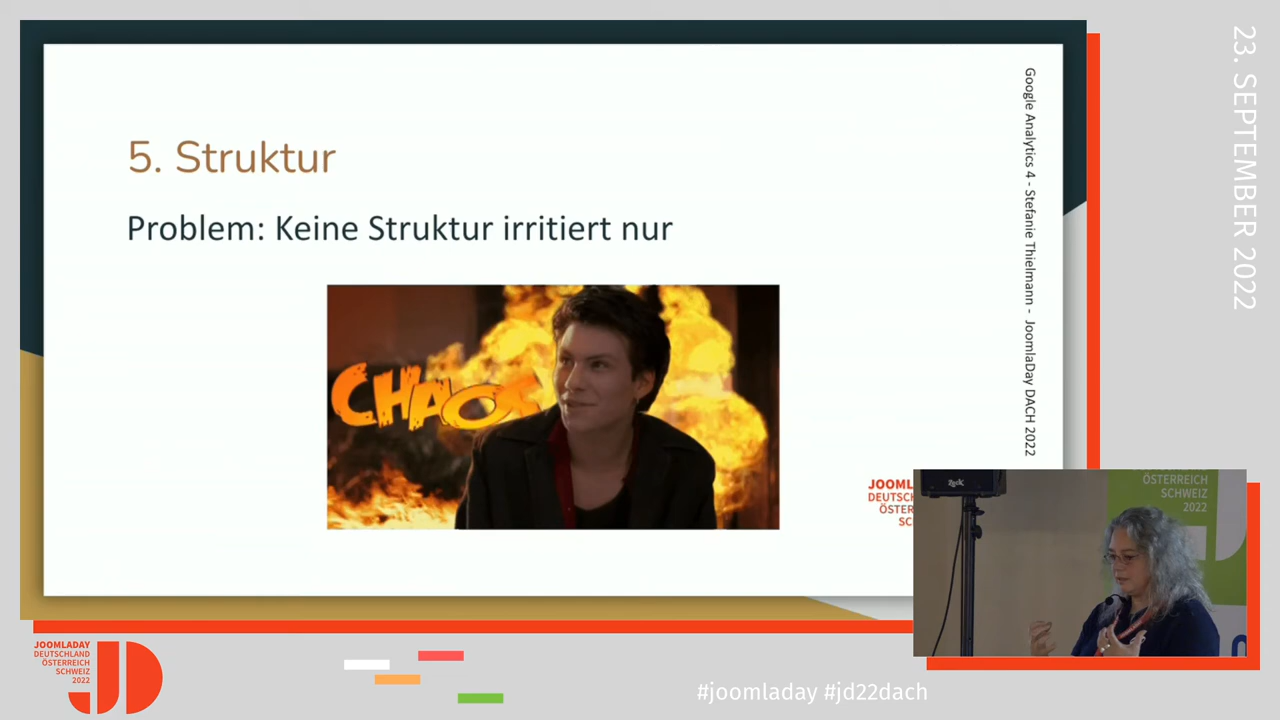 23. SEPTEMBER 2022
5. Struktur
Problem: Keine Struktur irritiert nur
CHAOS
Google Analytics 4 - Stefanie Thielmann - JoomlaDay DACH 2022
ÖSTERREICH
SCHWEIZ
2022
JOOMLADAY
DEUTSCHLAND
ÖSTERREICH
SCHWEIZ
2022
JD
#joomladay #jd22dach